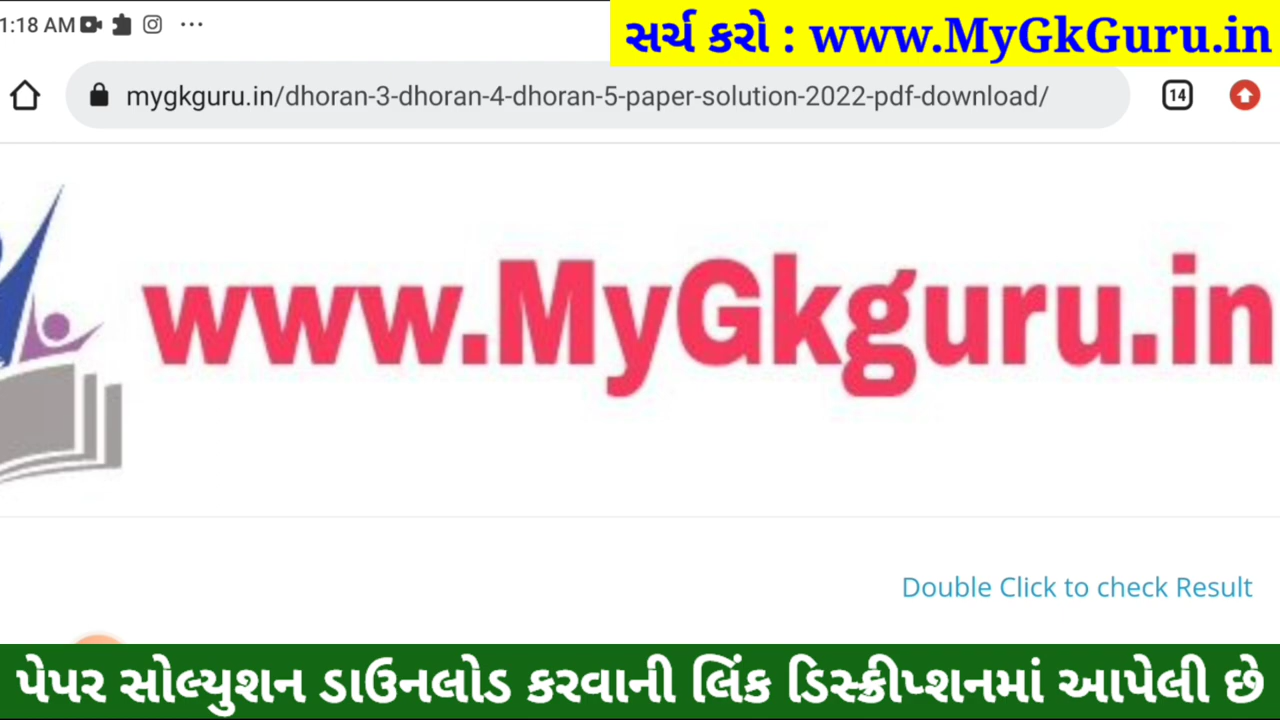 1:18 AM
સર્ચ કરો : www.MyGkGuru.in
mygkguru.in/dhoran-3-dhoran-4-dhoran-5-paper-solution-2022-pdf-download/
14
www.MyGkguru.in
Double Click to check Result
પેપર સોલ્યુશન ડાઉનલોડ કરવાની લિંક ડિસ્ક્રીપ્શનમાં આપેલી છે